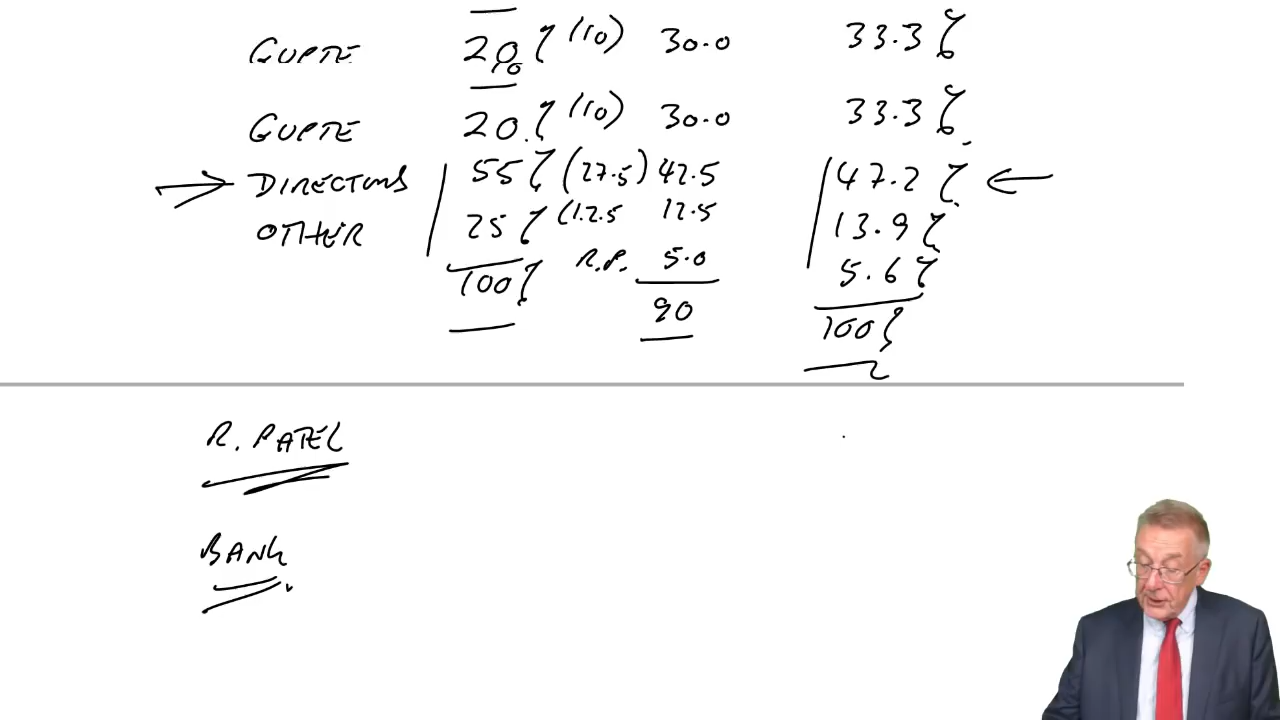 GUPTE 20% (10) 30.0 33.3%
GUPTE 20.% (10) 30.0 33.3%
DIRECTORS 55% (27.5) 42.5 47.2%
OTHER 25% (12.5 12.5 13.9%
R.P. 5.0 5.6%
100% 90 100%
R. PATEL
BANK